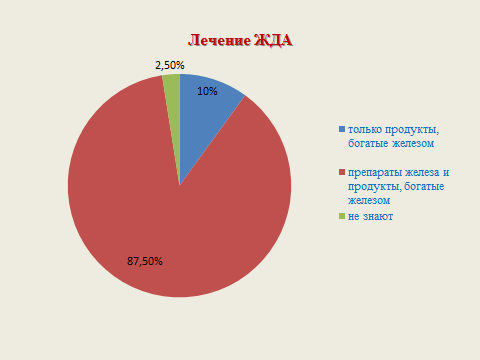 Лечение ЖДА
2,50%
10%
87,50%
только продукты,
богатые железом
препараты железа и
продукты, богатые
железом
не знают